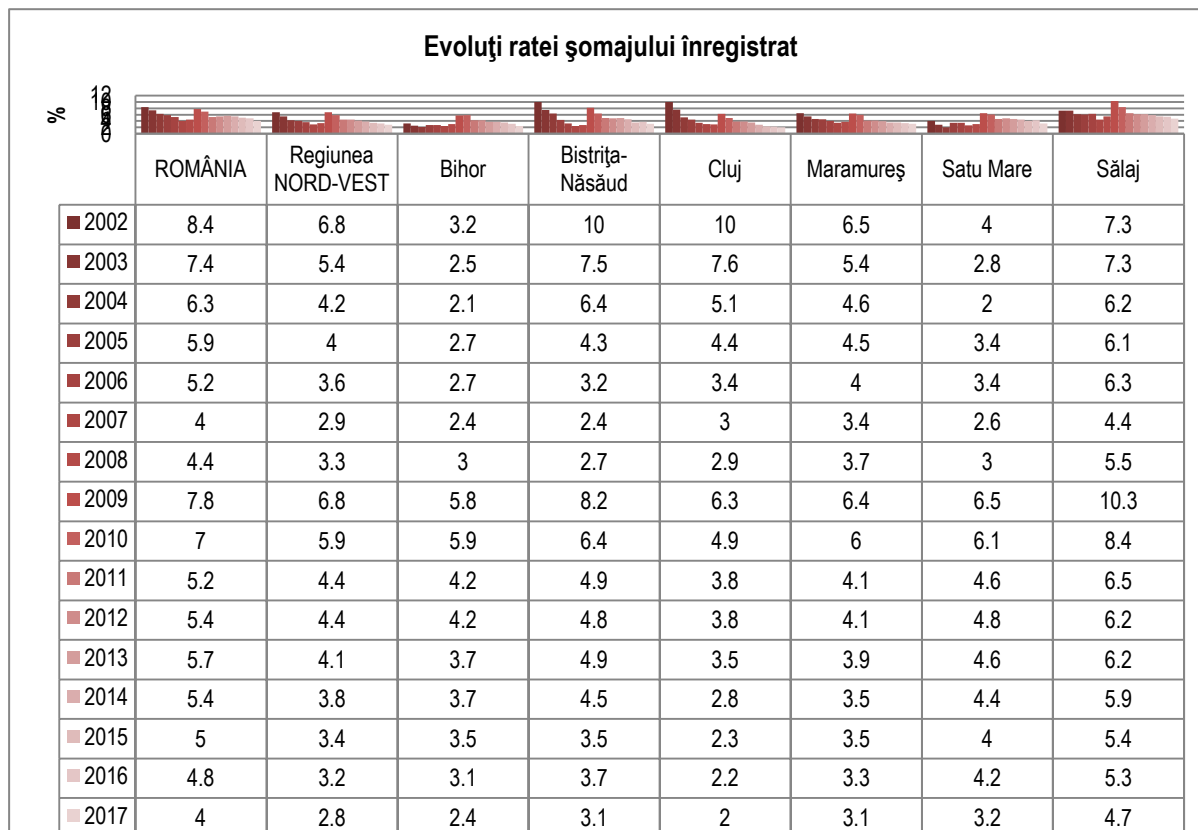 Evoluţi ratei şomajului înregistrat
%
12
10
8
6
4
2
0
ROMÂNIA Regiunea NORD-VEST Bihor Bistriţa-Năsăud Cluj Maramureş Satu Mare Sălaj
2002 8.4 6.8 3.2 10 10 6.5 4 7.3
2003 7.4 5.4 2.5 7.5 7.6 5.4 2.8 7.3
2004 6.3 4.2 2.1 6.4 5.1 4.6 2 6.2
2005 5.9 4 2.7 4.3 4.4 4.5 3.4 6.1
2006 5.2 3.6 2.7 3.2 3.4 4 3.4 6.3
2007 4 2.9 2.4 2.4 3 3.4 2.6 4.4
2008 4.4 3.3 3 2.7 2.9 3.7 3 5.5
2009 7.8 6.8 5.8 8.2 6.3 6.4 6.5 10.3
2010 7 5.9 5.9 6.4 4.9 6 6.1 8.4
2011 5.2 4.4 4.2 4.9 3.8 4.1 4.6 6.5
2012 5.4 4.4 4.2 4.8 3.8 4.1 4.8 6.2
2013 5.7 4.1 3.7 4.9 3.5 3.9 4.6 6.2
2014 5.4 3.8 3.7 4.5 2.8 3.5 4.4 5.9
2015 5 3.4 3.5 3.5 2.3 3.5 4 5.4
2016 4.8 3.2 3.1 3.7 2.2 3.3 4.2 5.3
2017 4 2.8 2.4 3.1 2 3.1 3.2 4.7